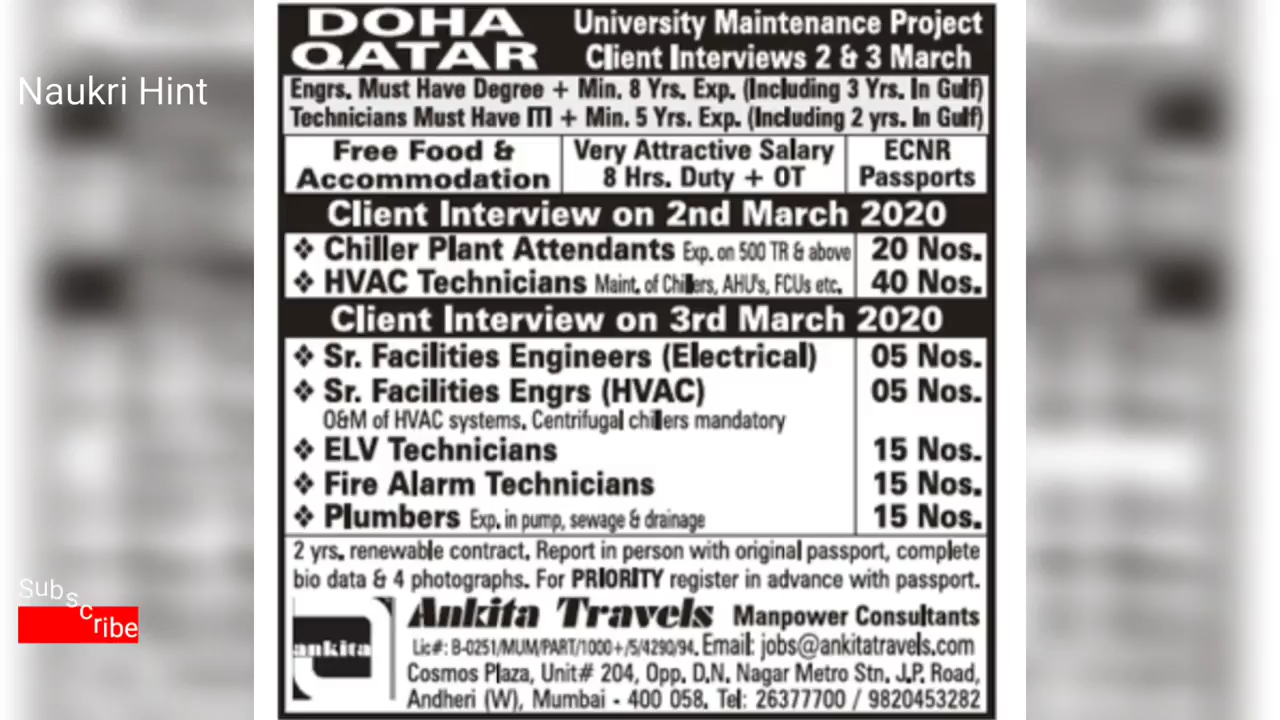 Naukri Hint
DOHA QATAR
University Maintenance Project
Client Interviews 2 & 3 March
Engrs. Must Have Degree + Min. 8 Yrs. Exp. (Including 3 Yrs. In Gulf)
Technicians Must Have ITI + Min. 5 Yrs. Exp. (Including 2 yrs. In Gulf)
Free Food & Accommodation
Very Attractive Salary
8 Hrs. Duty + OT
ECNR Passports
Client Interview on 2nd March 2020
❖ Chiller Plant Attendants Exp. on 500 TR & above 20 Nos.
❖ HVAC Technicians Maint. of Chillers, AHU's, FCUs etc. 40 Nos.
Client Interview on 3rd March 2020
❖ Sr. Facilities Engineers (Electrical) 05 Nos.
❖ Sr. Facilities Engrs (HVAC) 05 Nos.
O&M of HVAC systems. Centrifugal chillers mandatory
❖ ELV Technicians 15 Nos.
❖ Fire Alarm Technicians 15 Nos.
❖ Plumbers Exp. in pump, sewage & drainage 15 Nos.
2 yrs. renewable contract. Report in person with original passport, complete
bio data & 4 photographs. For PRIORITY register in advance with passport.
ankita
Ankita Travels Manpower Consultants
Lic#: B-0251/MUM/PART/1000+/5/4290/94. Email: jobs@ankitatravels.com
Cosmos Plaza, Unit# 204, Opp. D.N. Nagar Metro Stn. J.P. Road,
Andheri (W), Mumbai - 400 058. Tel: 26377700 / 9820453282
Subscribe